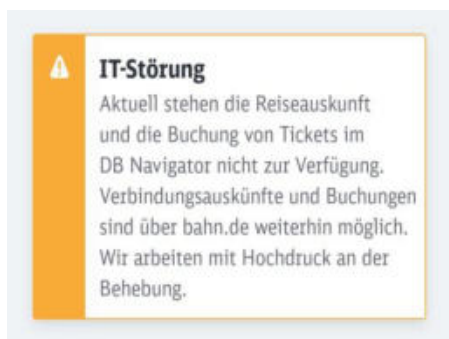 IT-Störung
Aktuell stehen die Reiseauskunft
und die Buchung von Tickets im
DB Navigator nicht zur Verfügung.
Verbindungsauskünfte und Buchungen
sind über bahn.de weiterhin möglich.
Wir arbeiten mit Hochdruck an der
Behebung.